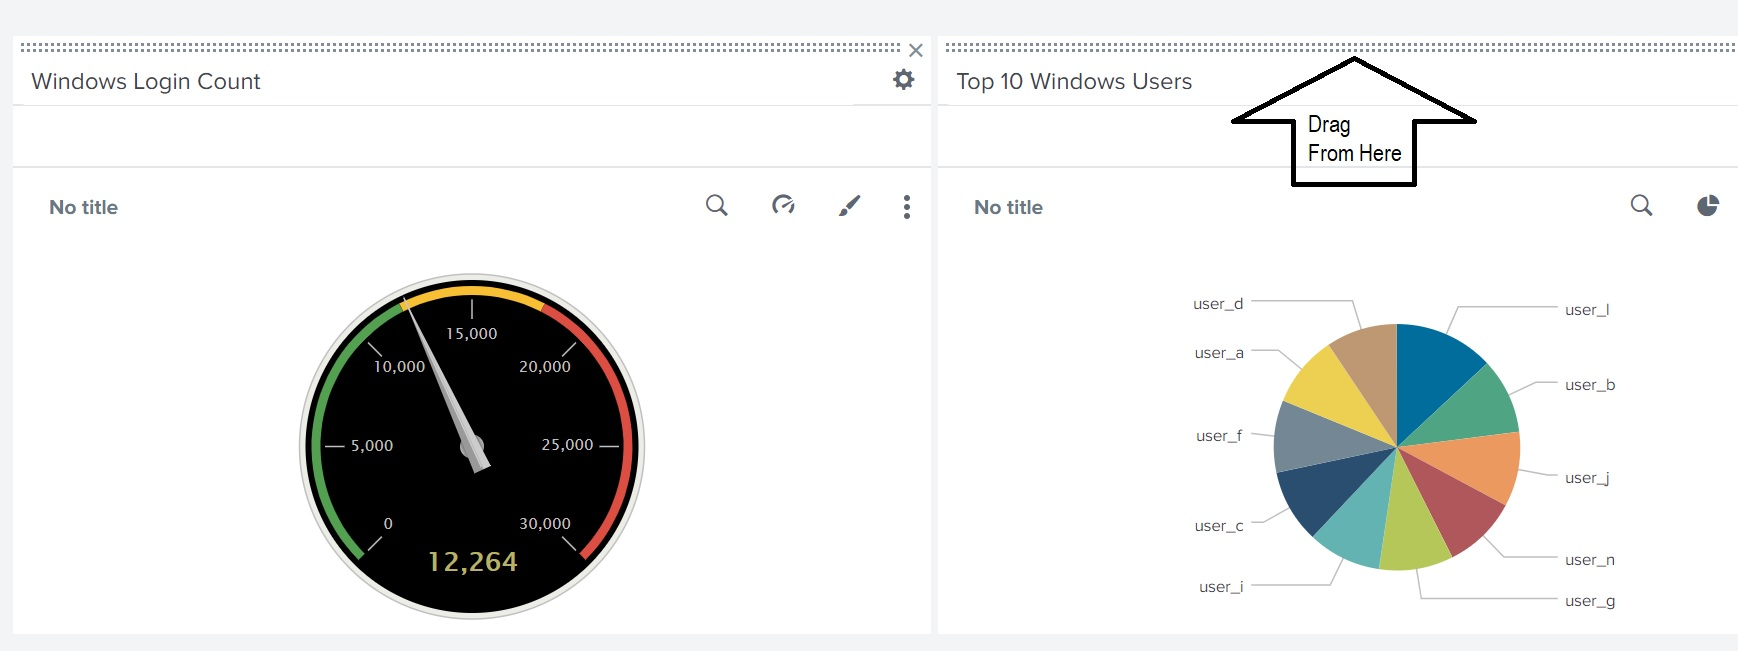 Windows Login Count
Top 10 Windows Users
Drag
From Here
No title
No title
15,000
10,000
20,000
5,000
25,000
0
30,000
12,264
user_d
user_l
user_a
user_b
user_f
user_j
user_c
user_n
user_i
user_g